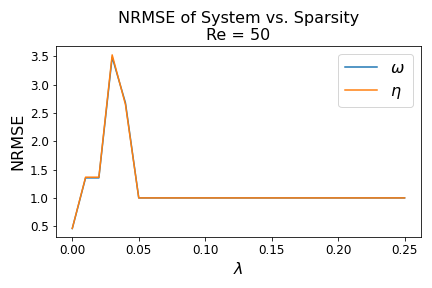 NRMSE of System vs. Sparsity
Re = 50
ω
η
NRMSE
3.5
3.0
2.5
2.0
1.5
1.0
0.5
0.00 0.05 0.10 0.15 0.20 0.25
λ